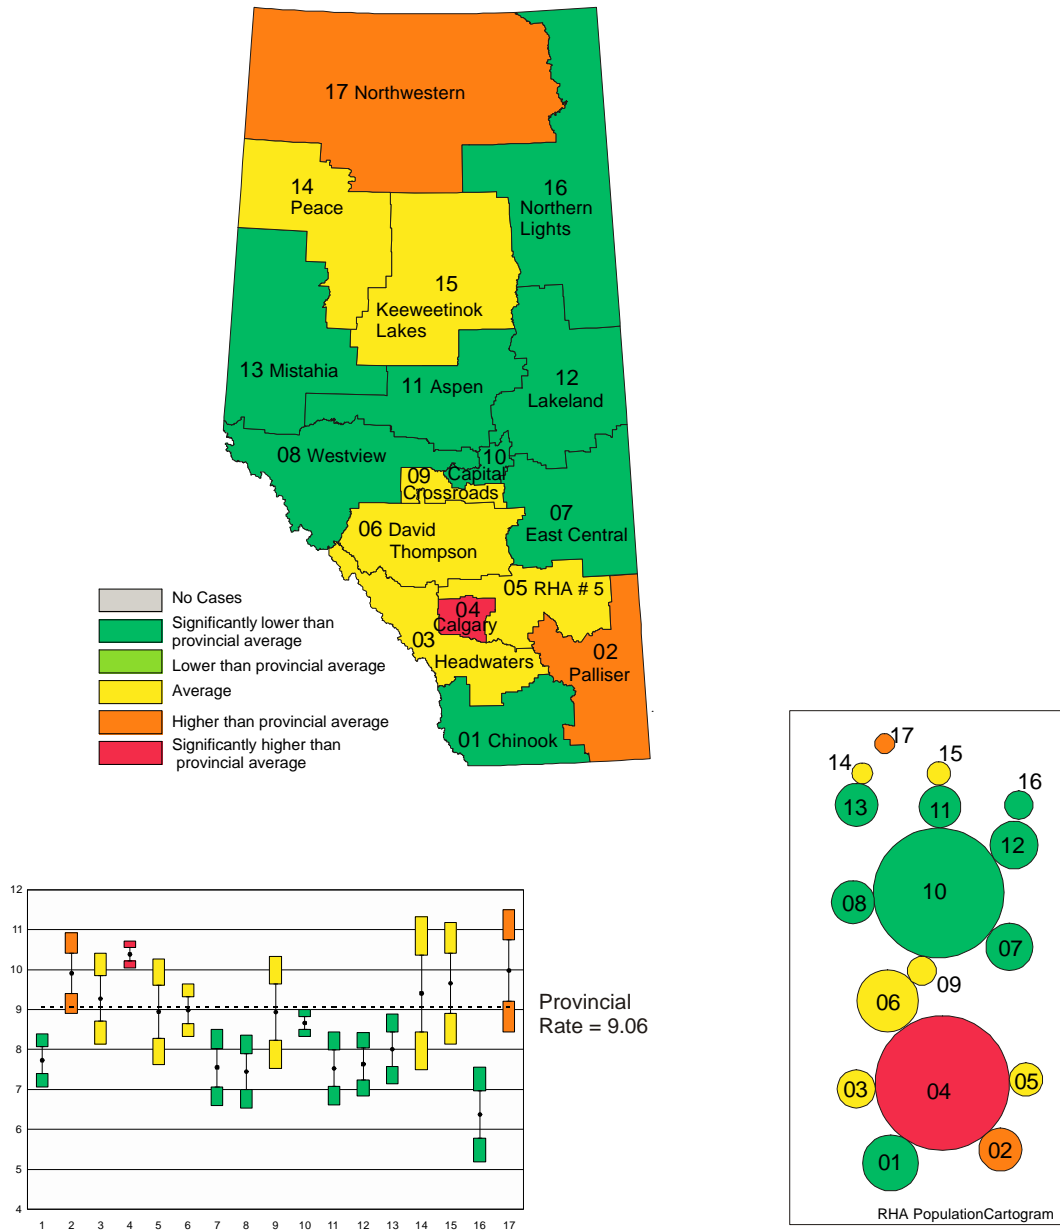 17 Northwestern
14
Peace
16
Northern
Lights
15
Keeweetinok
Lakes
13 Mistahia
11 Aspen
12
Lakeland
08 Westview
10
Capital
09
Crossroads
07
East Central
06 David
Thompson
05 RHA # 5
04
Calgary
03
Headwaters
02
Palliser
01 Chinook
No Cases
Significantly lower than
provincial average
Lower than provincial average
Average
Higher than provincial average
Significantly higher than
provincial average
12
11
10
9
8
7
6
5
4
1 2 3 4 5 6 7 8 9 10 11 12 13 14 15 16 17
Provincial
Rate = 9.06
17
14
15
16
13
11
12
10
08
07
09
06
03
04
05
01
02
RHA PopulationCartogram